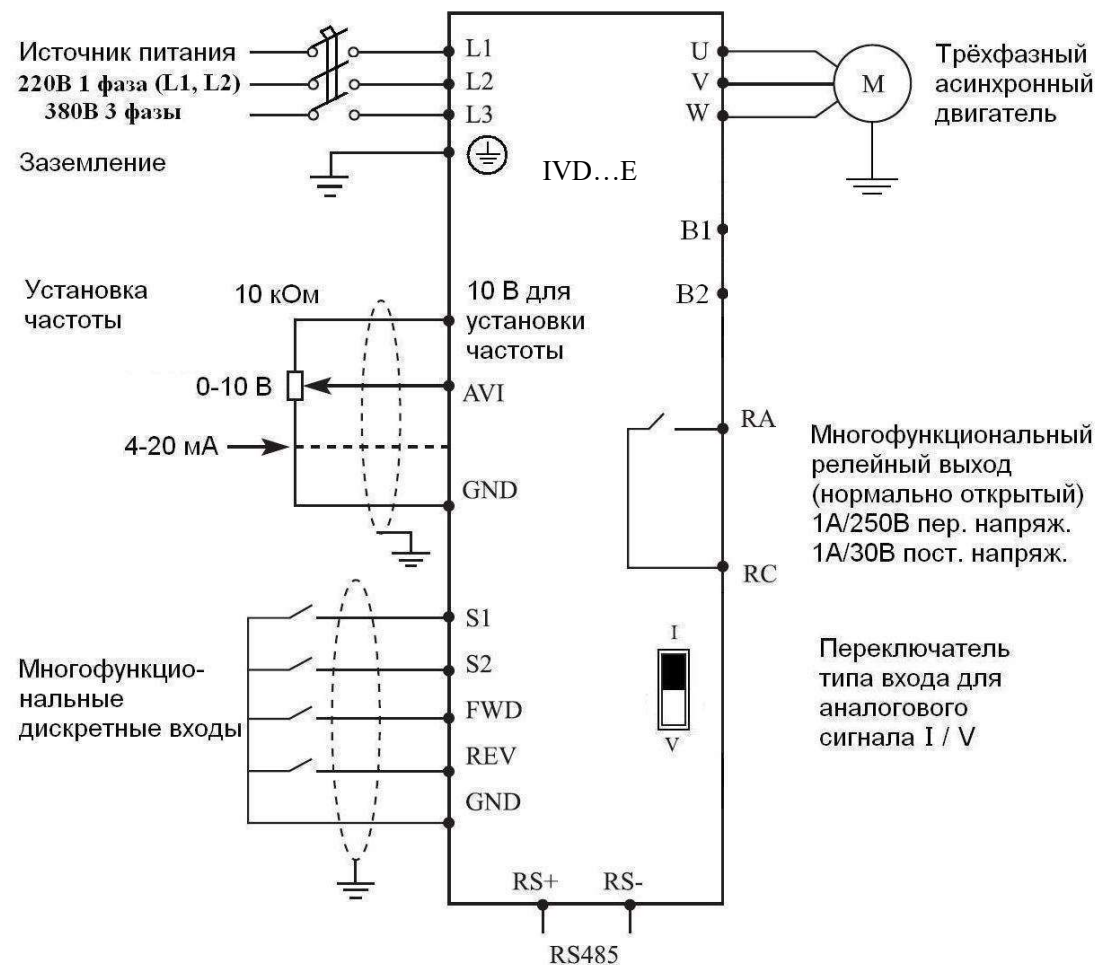 Источник питания
220В 1 фаза (L1, L2)
380В 3 фазы
Заземление
L1
L2
L3
IVD...E
U
V
W
M
Трёхфазный
асинхронный
двигатель
B1
B2
Установка
частоты
10 кОм
0-10 В
4-20 мА
10 В для
установки
частоты
AVI
GND
RA
RC
Многофункциональный
релейный выход
(нормально открытый)
1А/250В пер. напряж.
1А/30В пост. напряж.
Многофункцио-
нальные
дискретные входы
S1
S2
FWD
REV
GND
I
V
Переключатель
типа входа для
аналогового
сигнала I / V
RS+
RS-
RS485